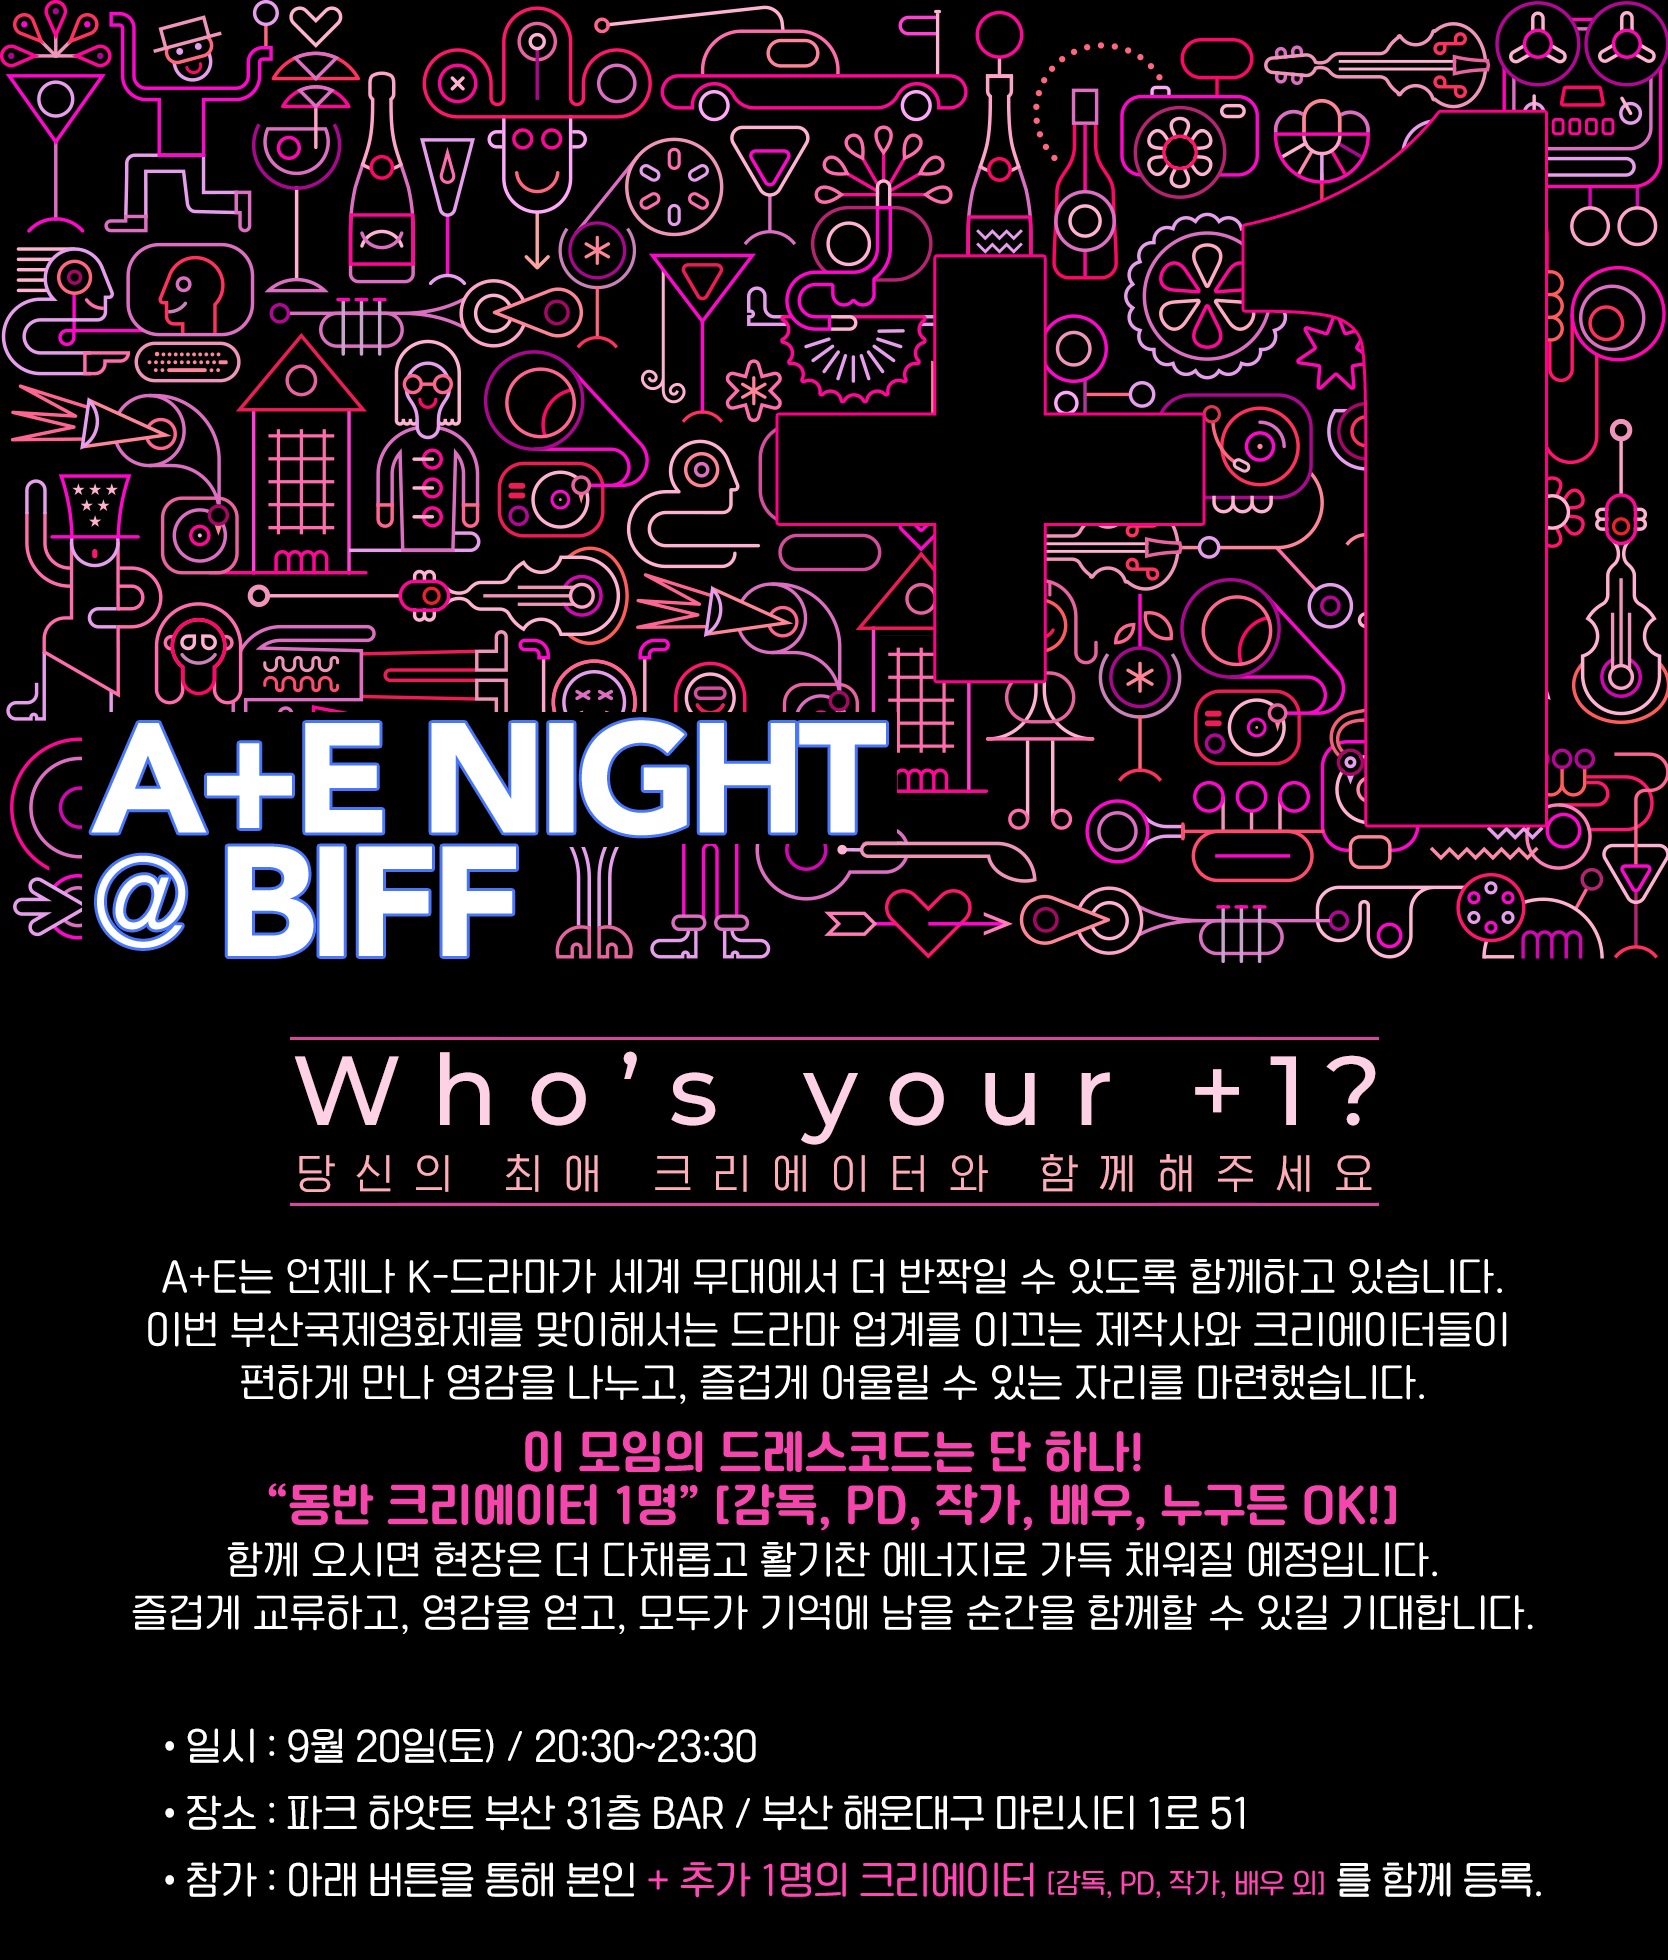 +1
A+E NIGHT
@ BIFF
Who’s your +1?
당신의 최애 크리에이터와 함께해주세요
A+E는 언제나 K-드라마가 세계 무대에서 더 반짝일 수 있도록 함께하고 있습니다.
이번 부산국제영화제를 맞이해서는 드라마 업계를 이끄는 제작사와 크리에이터들이
편하게 만나 영감을 나누고, 즐겁게 어울릴 수 있는 자리를 마련했습니다.
이 모임의 드레스코드는 단 하나!
“동반 크리에이터 1명” [감독, PD, 작가, 배우, 누구든 OK!]
함께 오시면 현장은 더 다채롭고 활기찬 에너지로 가득 채워질 예정입니다.
즐겁게 교류하고, 영감을 얻고, 모두가 기억에 남을 순간을 함께할 수 있길 기대합니다.
• 일시 : 9월 20일(토) / 20:30~23:30
• 장소 : 파크 하얏트 부산 31층 BAR / 부산 해운대구 마린시티 1로 51
• 참가 : 아래 버튼을 통해 본인 + 추가 1명의 크리에이터 [감독, PD, 작가, 배우 외] 를 함께 등록.